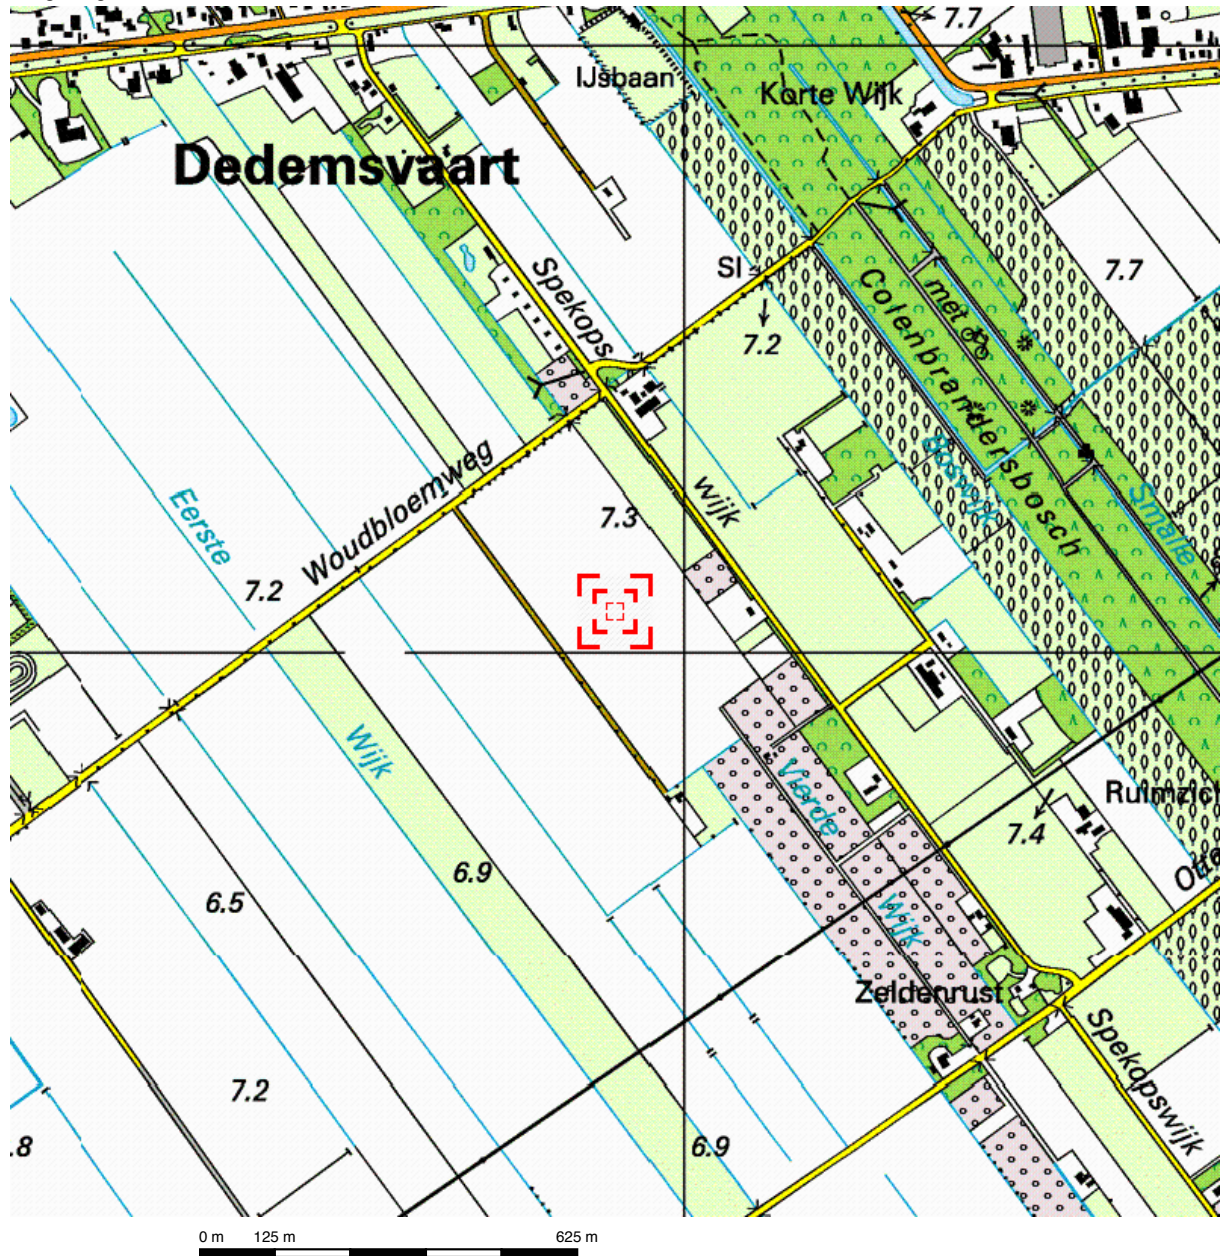 7.7
IJsbaan
Korte Wijk
Dedemsvaart
Spekops
Sl
7.7
met
Colenbrandersbosch
7.2
Boswijk
Smalle
Woudbloemweg
Eerste
wijk
7.3
7.2
Wijk
Vierde
Ruimzich
7.4
6.9
6.5
Otte
Wijk
Zeldenrust
Spekopswijk
7.2
.8
6.9
0 m 125 m 625 m